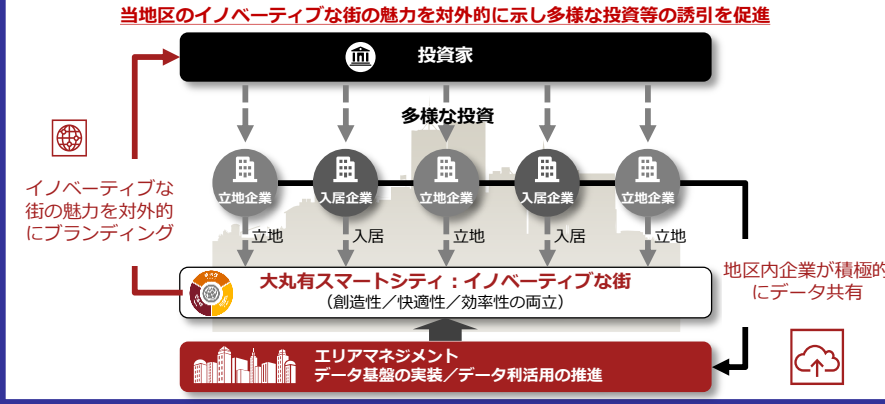 当地区のイノベーティブな街の魅力を対外的に示し多様な投資等の誘引を促進
投資家
多様な投資
立地企業
入居企業
立地企業
入居企業
立地企業
イノベーティブな
街の魅力を対外的
にブランディング
立地
入居
立地
入居
立地
大丸有スマートシティ：イノベーティブな街
（創造性／快適性／効率性の両立）
地区内企業が積極的
にデータ共有
エリアマネジメント
データ基盤の実装／データ利活用の推進